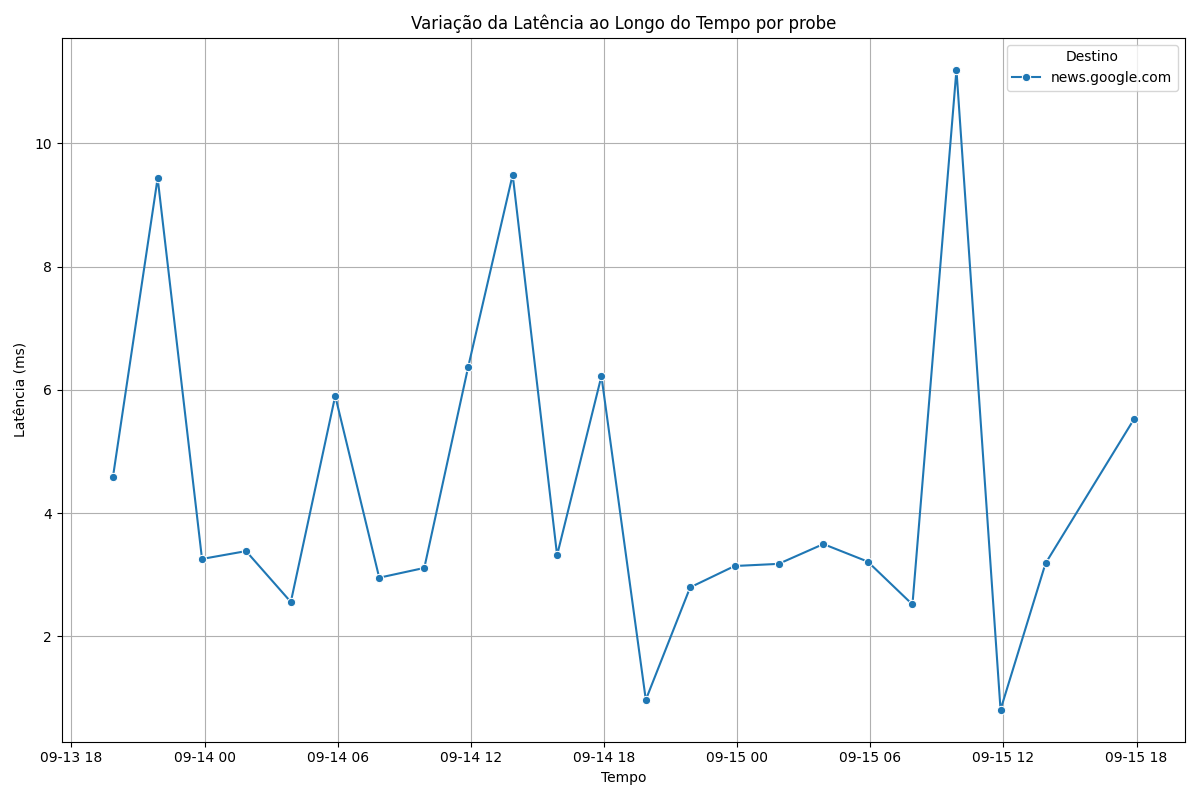 Variação da Latência ao Longo do Tempo por probe
Destino
news.google.com
Latência (ms)
10
8
6
4
2
09-13 18
09-14 00
09-14 06
09-14 12
09-14 18
09-15 00
09-15 06
09-15 12
09-15 18
Tempo